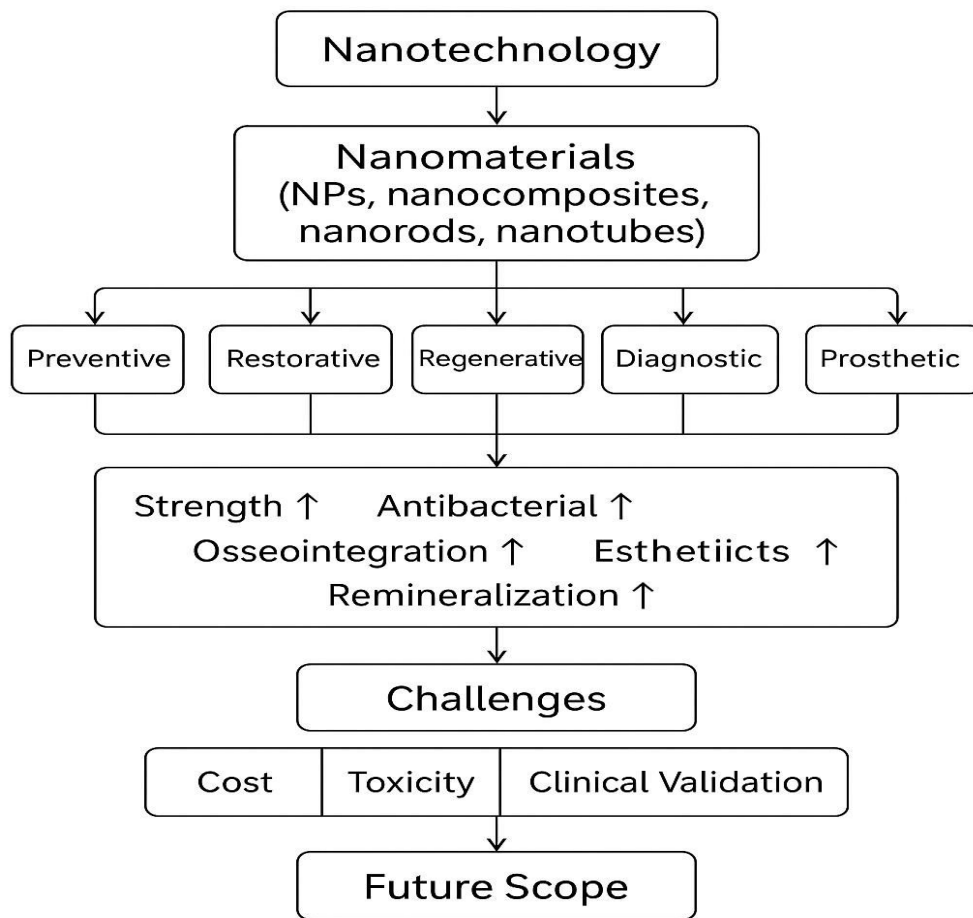 Nanotechnology
Nanomaterials
(NPs, nanocomposites,
nanorods, nanotubes)
Preventive
Restorative
Regenerative
Diagnostic
Prosthetic
Strength ↑ Antibacterial ↑
Osseointegration ↑ Esthetiicts ↑
Remineralization ↑
Challenges
Cost
Toxicity
Clinical Validation
Future Scope